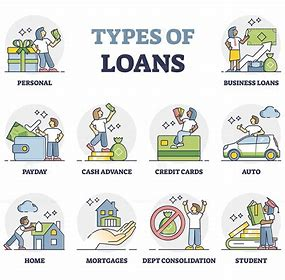 TYPES OF
LOANS
PERSONAL
BUSINESS LOANS
PAYDAY
CASH ADVANCE
CREDIT CARDS
AUTO
HOME
MORTGAGES
DEPT CONSOLIDATION
STUDENT